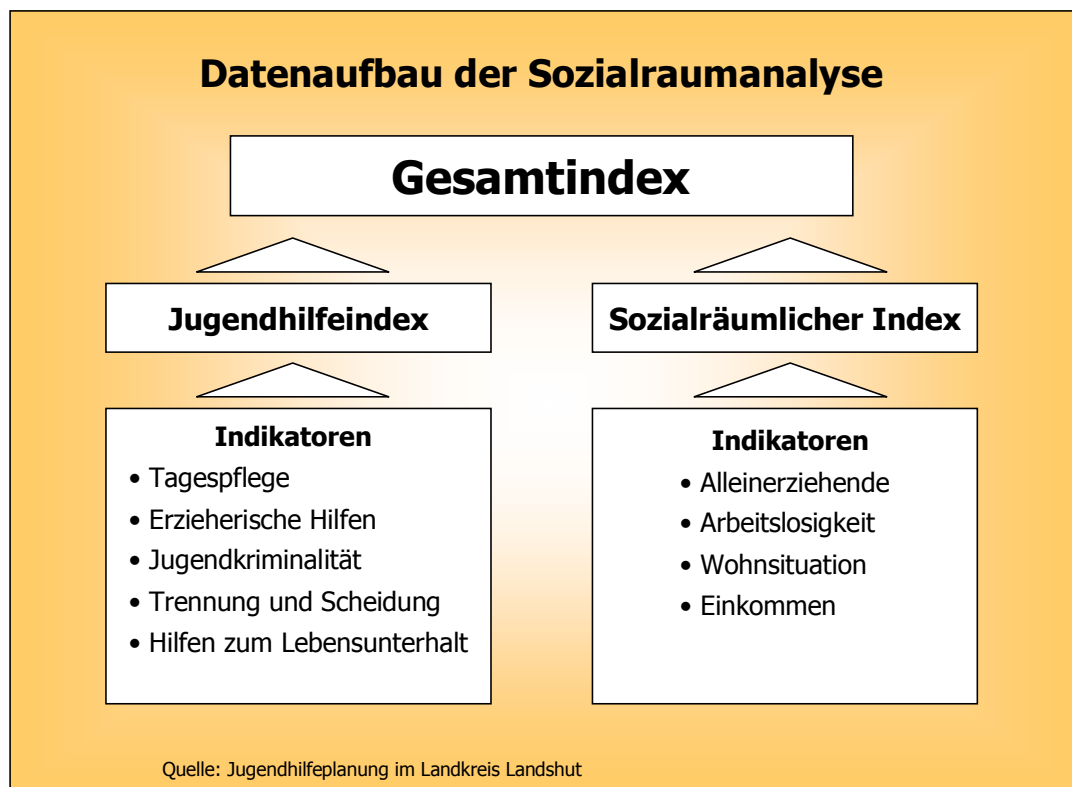 Datenaufbau der Sozialraumanalyse
Gesamtindex
Jugendhilfeindex
Sozialräumlicher Index
Indikatoren
• Tagespflege
• Erzieherische Hilfen
• Jugendkriminalität
• Trennung und Scheidung
• Hilfen zum Lebensunterhalt
Indikatoren
• Alleinerziehende
• Arbeitslosigkeit
• Wohnsituation
• Einkommen
Quelle: Jugendhilfeplanung im Landkreis Landshut